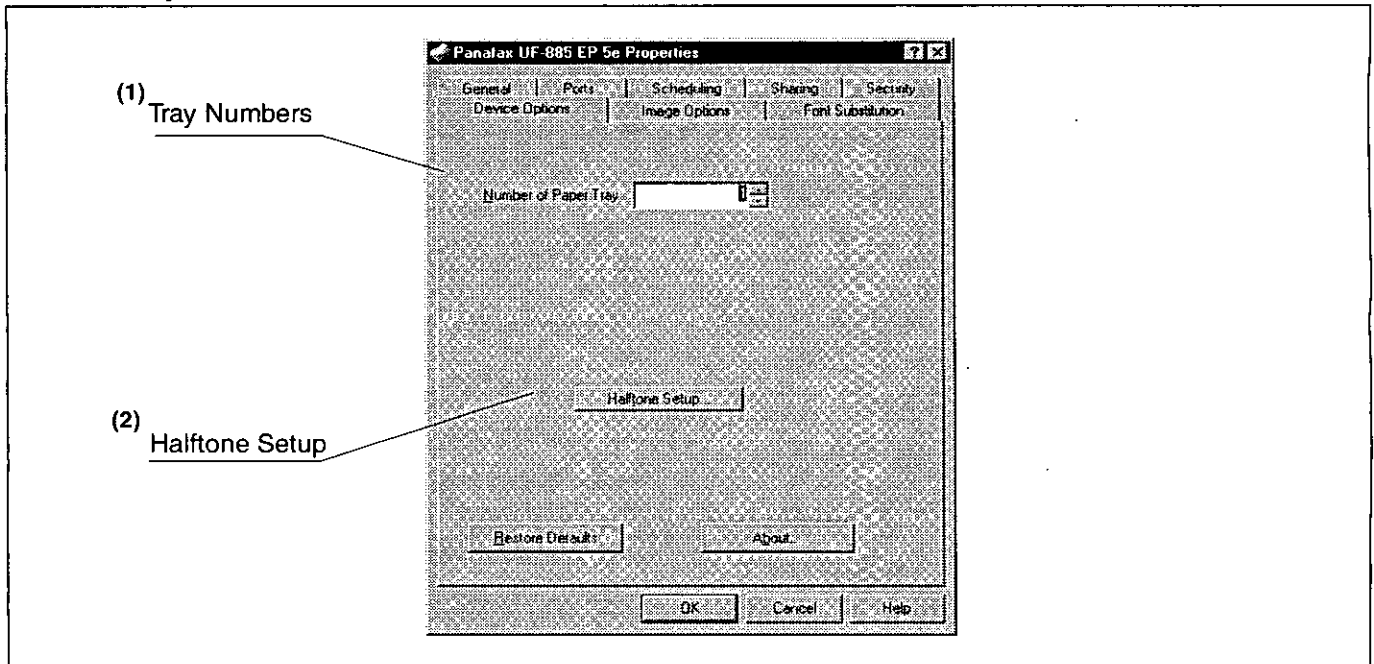 Panafax UF-885 EP 5e Properties
General Ports Scheduling Sharing Security
Device Options Image Options Font Substitution
(1)
Tray Numbers
Number of Paper Tray 1
Halftone Setup...
(2)
Halftone Setup
Restore Defaults About...
OK Cancel Help